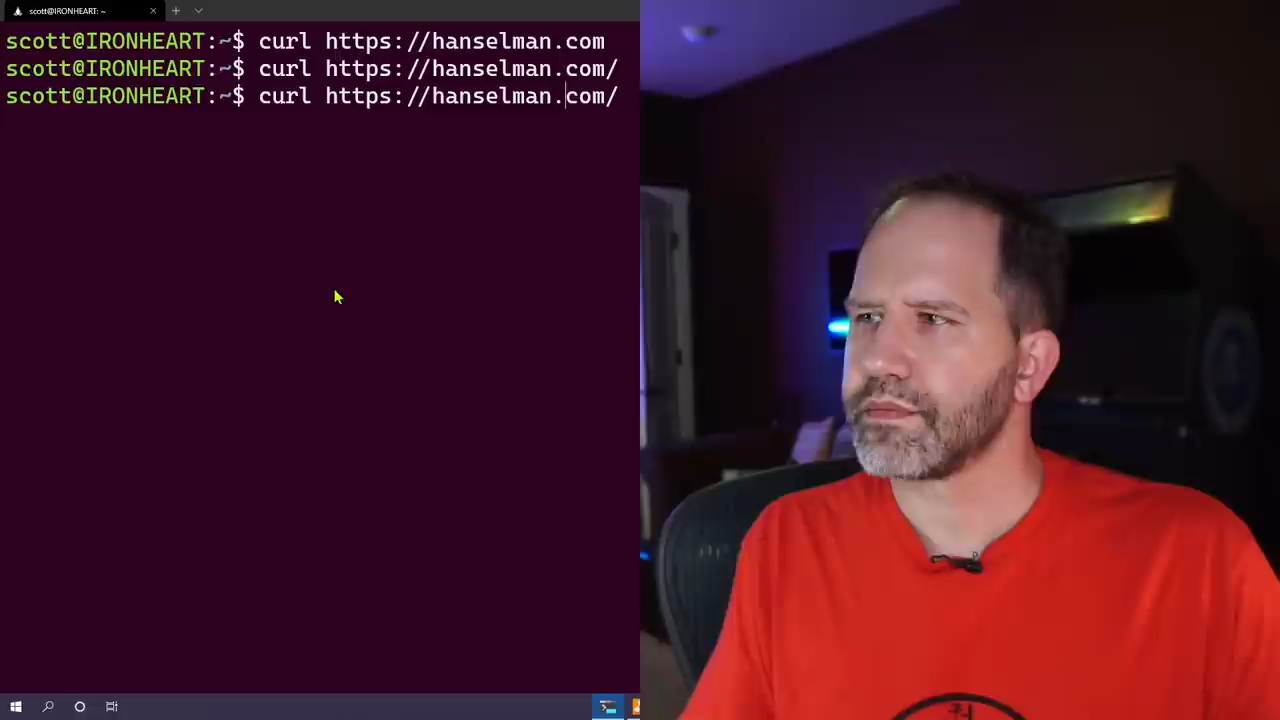 scott@IRONHEART: ~
scott@IRONHEART:~$ curl https://hanselman.com
scott@IRONHEART:~$ curl https://hanselman.com/
scott@IRONHEART:~$ curl https://hanselman.com/